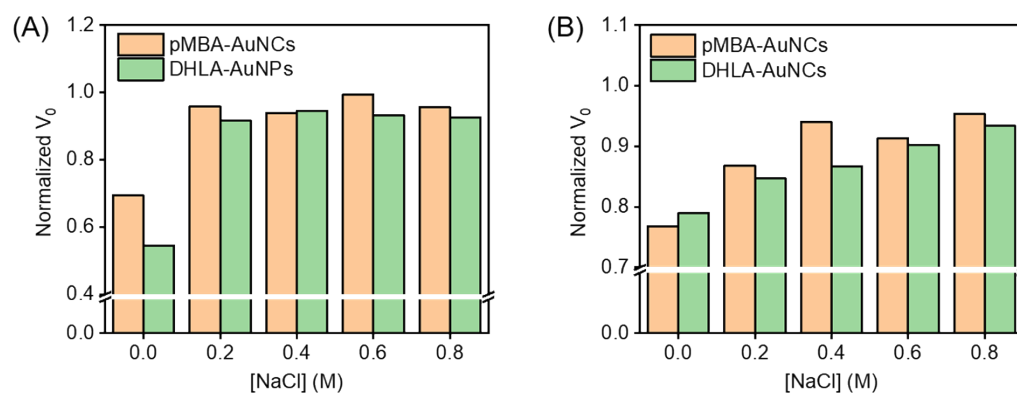 (A)
Normalized V0
1.2
1.0
0.8
0.6
0.4
0.0
pMBA-AuNCs
DHLA-AuNPs
0.0 0.2 0.4 0.6 0.8
[NaCl] (M)
(B)
Normalized V0
1.1
1.0
0.9
0.8
0.7
0.0
pMBA-AuNCs
DHLA-AuNCs
0.0 0.2 0.4 0.6 0.8
[NaCl] (M)